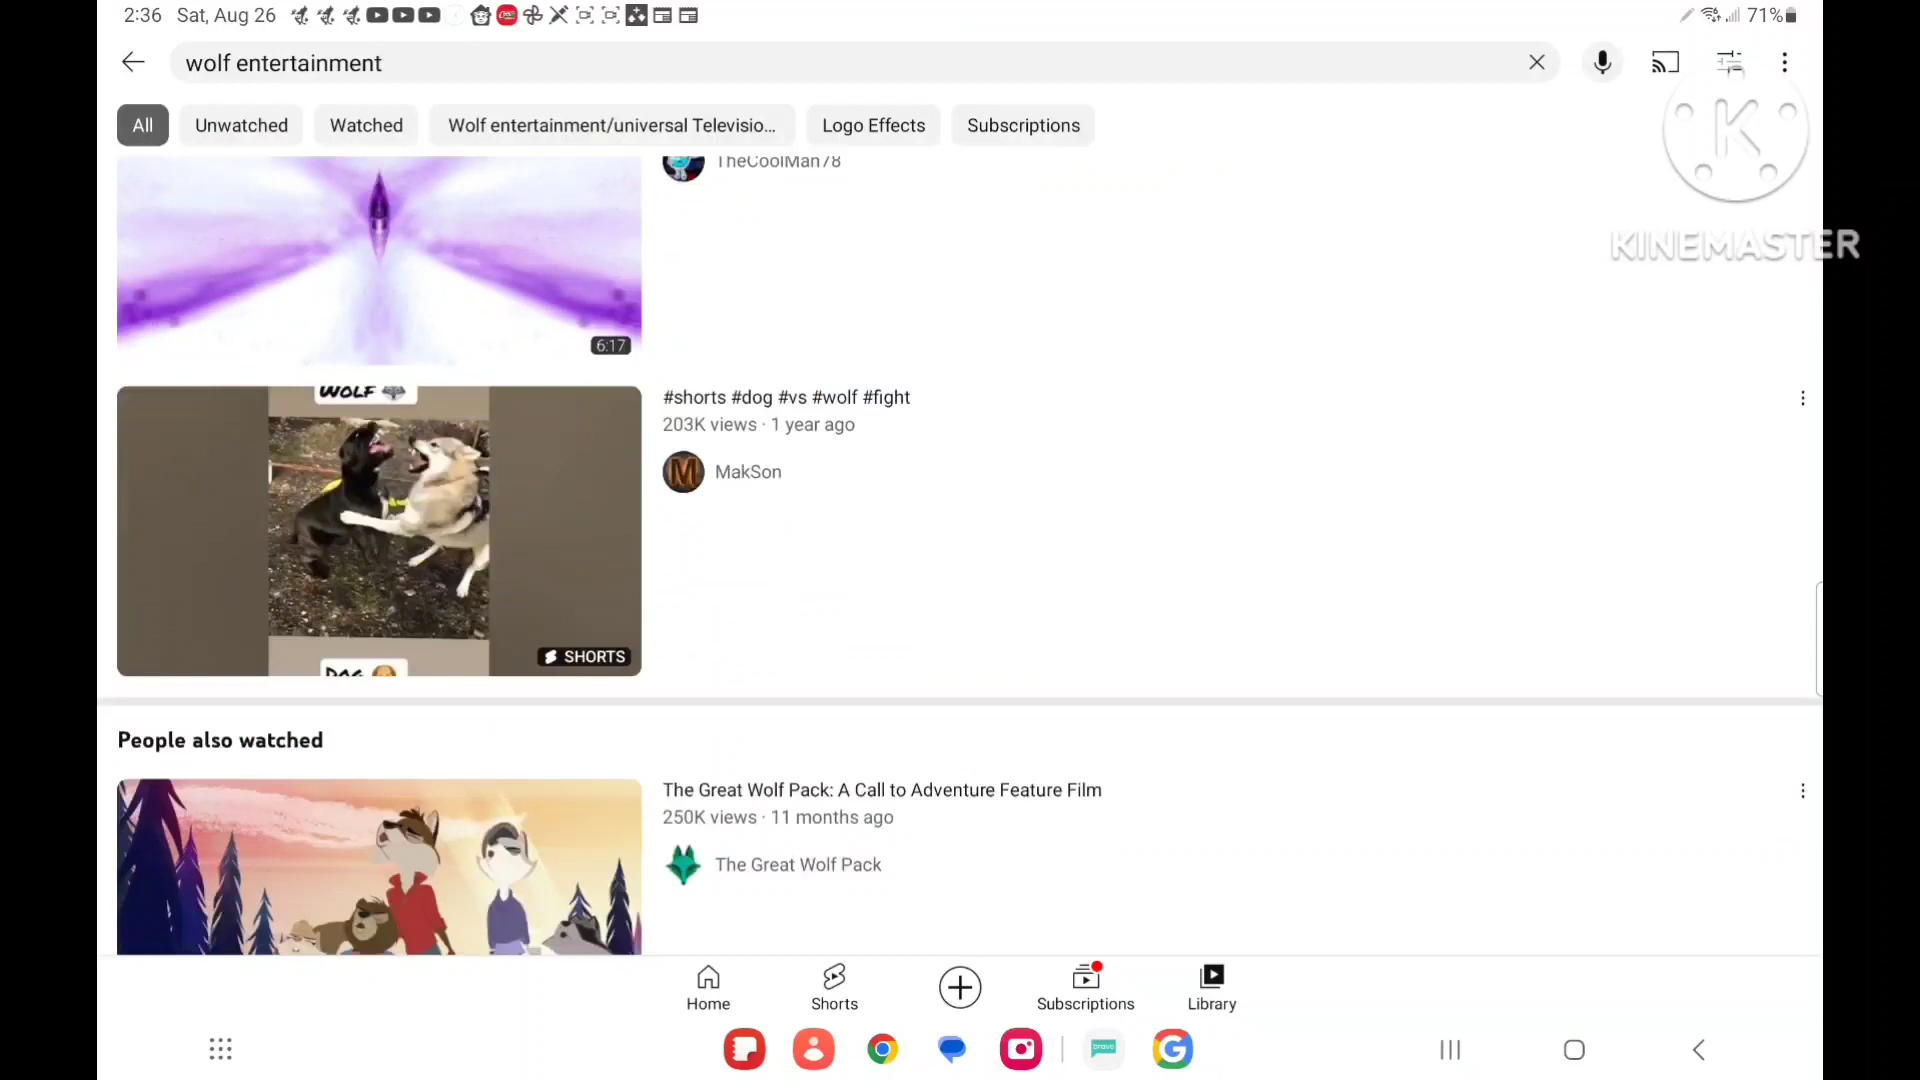 2:36 Sat, Aug 26
71%
wolf entertainment
All
Unwatched
Watched
Wolf entertainment/universal Televisio...
Logo Effects
Subscriptions
K
KINEMASTER
TheCoolMan78
6:17
WOLF
DOG
SHORTS
#shorts #dog #vs #wolf #fight
203K views · 1 year ago
M
MakSon
People also watched
The Great Wolf Pack: A Call to Adventure Feature Film
250K views · 11 months ago
The Great Wolf Pack
Home
Shorts
Subscriptions
Library
bravo
G